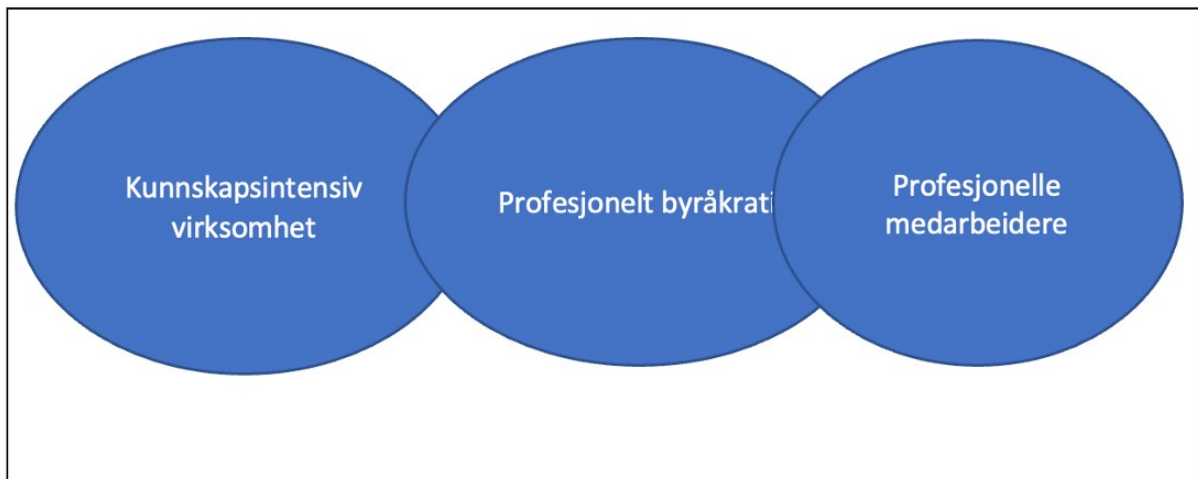 Kunnskapsintensiv
virksomhet
Profesjonelt byråkrati
Profesjonelle
medarbeidere